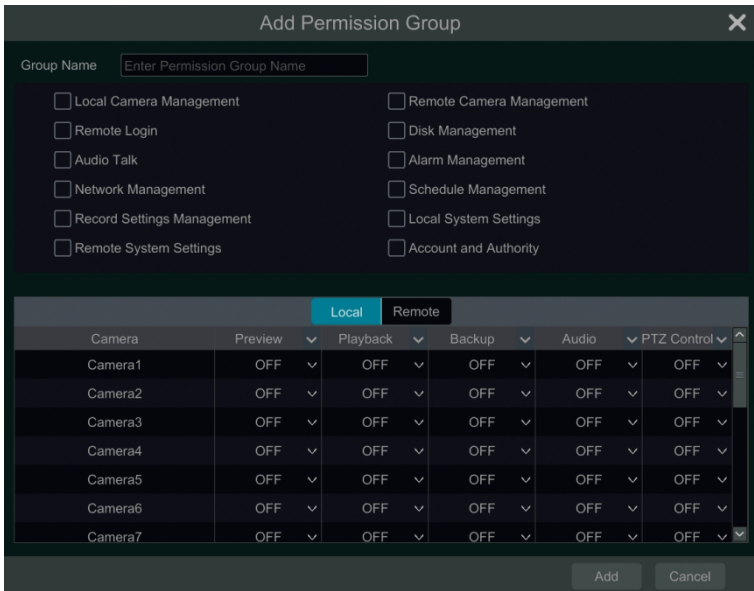 Add Permission Group
Group Name Enter Permission Group Name
Local Camera Management Remote Camera Management
Remote Login Disk Management
Audio Talk Alarm Management
Network Management Schedule Management
Record Settings Management Local System Settings
Remote System Settings Account and Authority
Local Remote
Camera Preview Playback Backup Audio PTZ Control
Camera1 OFF OFF OFF OFF OFF
Camera2 OFF OFF OFF OFF OFF
Camera3 OFF OFF OFF OFF OFF
Camera4 OFF OFF OFF OFF OFF
Camera5 OFF OFF OFF OFF OFF
Camera6 OFF OFF OFF OFF OFF
Camera7 OFF OFF OFF OFF OFF
Add Cancel